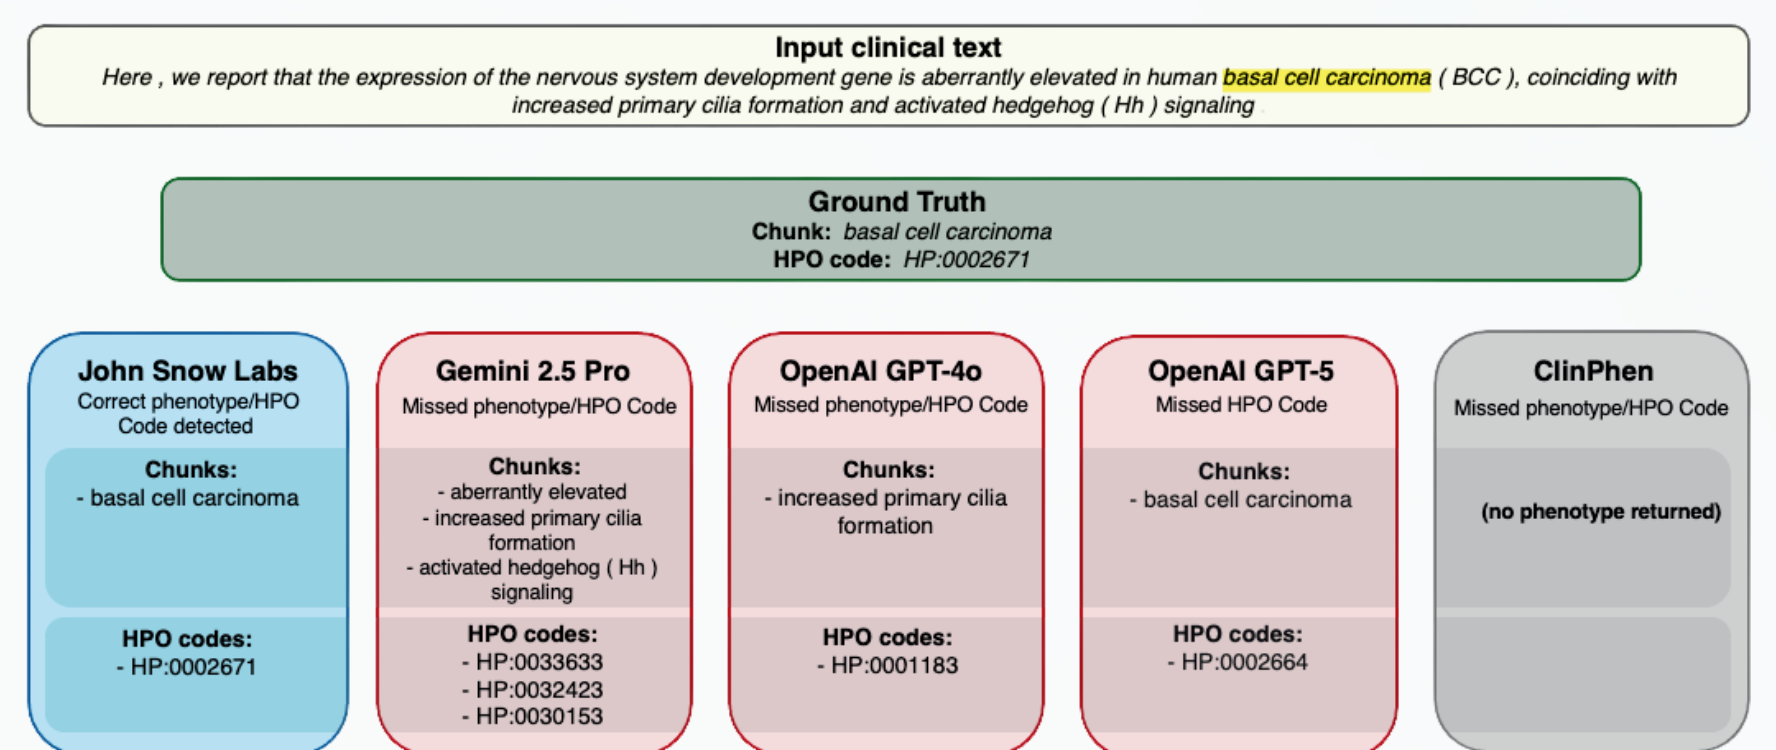 Input clinical text
Here , we report that the expression of the nervous system development gene is aberrantly elevated in human basal cell carcinoma ( BCC ), coinciding with
increased primary cilia formation and activated hedgehog ( Hh ) signaling
Ground Truth
Chunk: basal cell carcinoma
HPO code: HP:0002671
John Snow Labs
Correct phenotype/HPO
Code detected
Chunks:
- basal cell carcinoma
HPO codes:
- HP:0002671
Gemini 2.5 Pro
Missed phenotype/HPO Code
Chunks:
- aberrantly elevated
- increased primary cilia
formation
- activated hedgehog ( Hh )
signaling
HPO codes:
- HP:0033633
- HP:0032423
- HP:0030153
OpenAI GPT-4o
Missed phenotype/HPO Code
Chunks:
- increased primary cilia
formation
HPO codes:
- HP:0001183
OpenAI GPT-5
Missed HPO Code
Chunks:
- basal cell carcinoma
HPO codes:
- HP:0002664
ClinPhen
Missed phenotype/HPO Code
(no phenotype returned)